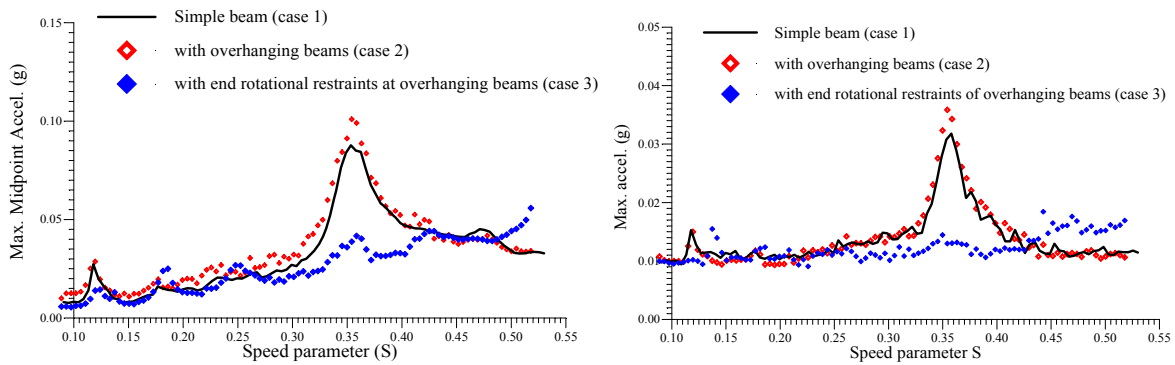 0.15
0.10
0.05
0.00
Max. Midpoint Accel. (g)
Simple beam (case 1)
with overhanging beams (case 2)
with end rotational restraints at overhanging beams (case 3)
0.10 0.15 0.20 0.25 0.30 0.35 0.40 0.45 0.50 0.55
Speed parameter (S)
0.05
0.04
0.03
0.02
0.01
0.00
Max. accel. (g)
Simple beam (case 1)
with overhanging beams (case 2)
with end rotational restraints of overhanging beams (case 3)
0.10 0.15 0.20 0.25 0.30 0.35 0.40 0.45 0.50 0.55
Speed parameter S